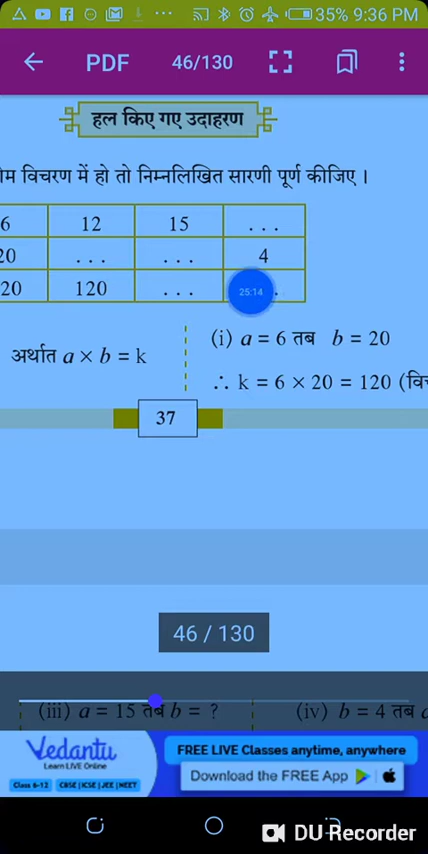 35% 9:36 PM
PDF 46/130
हल किए गए उदाहरण
विचरण में हो तो निम्नलिखित सारणी पूर्ण कीजिए ।
6 12 15 . . .
20 . . . . . . 4
20 120 . . . 25:14
(i) a = 6 तब b = 20
अर्थात a × b = k
∴ k = 6 × 20 = 120
37
46 / 130
(iii) a = 15 तब b = ?
(iv) b = 4 तब
Vedantu
Learn LIVE Online
Class 6-12 CBSE | ICSE | JEE | NEET
FREE LIVE Classes anytime, anywhere
Download the FREE App
DU Recorder